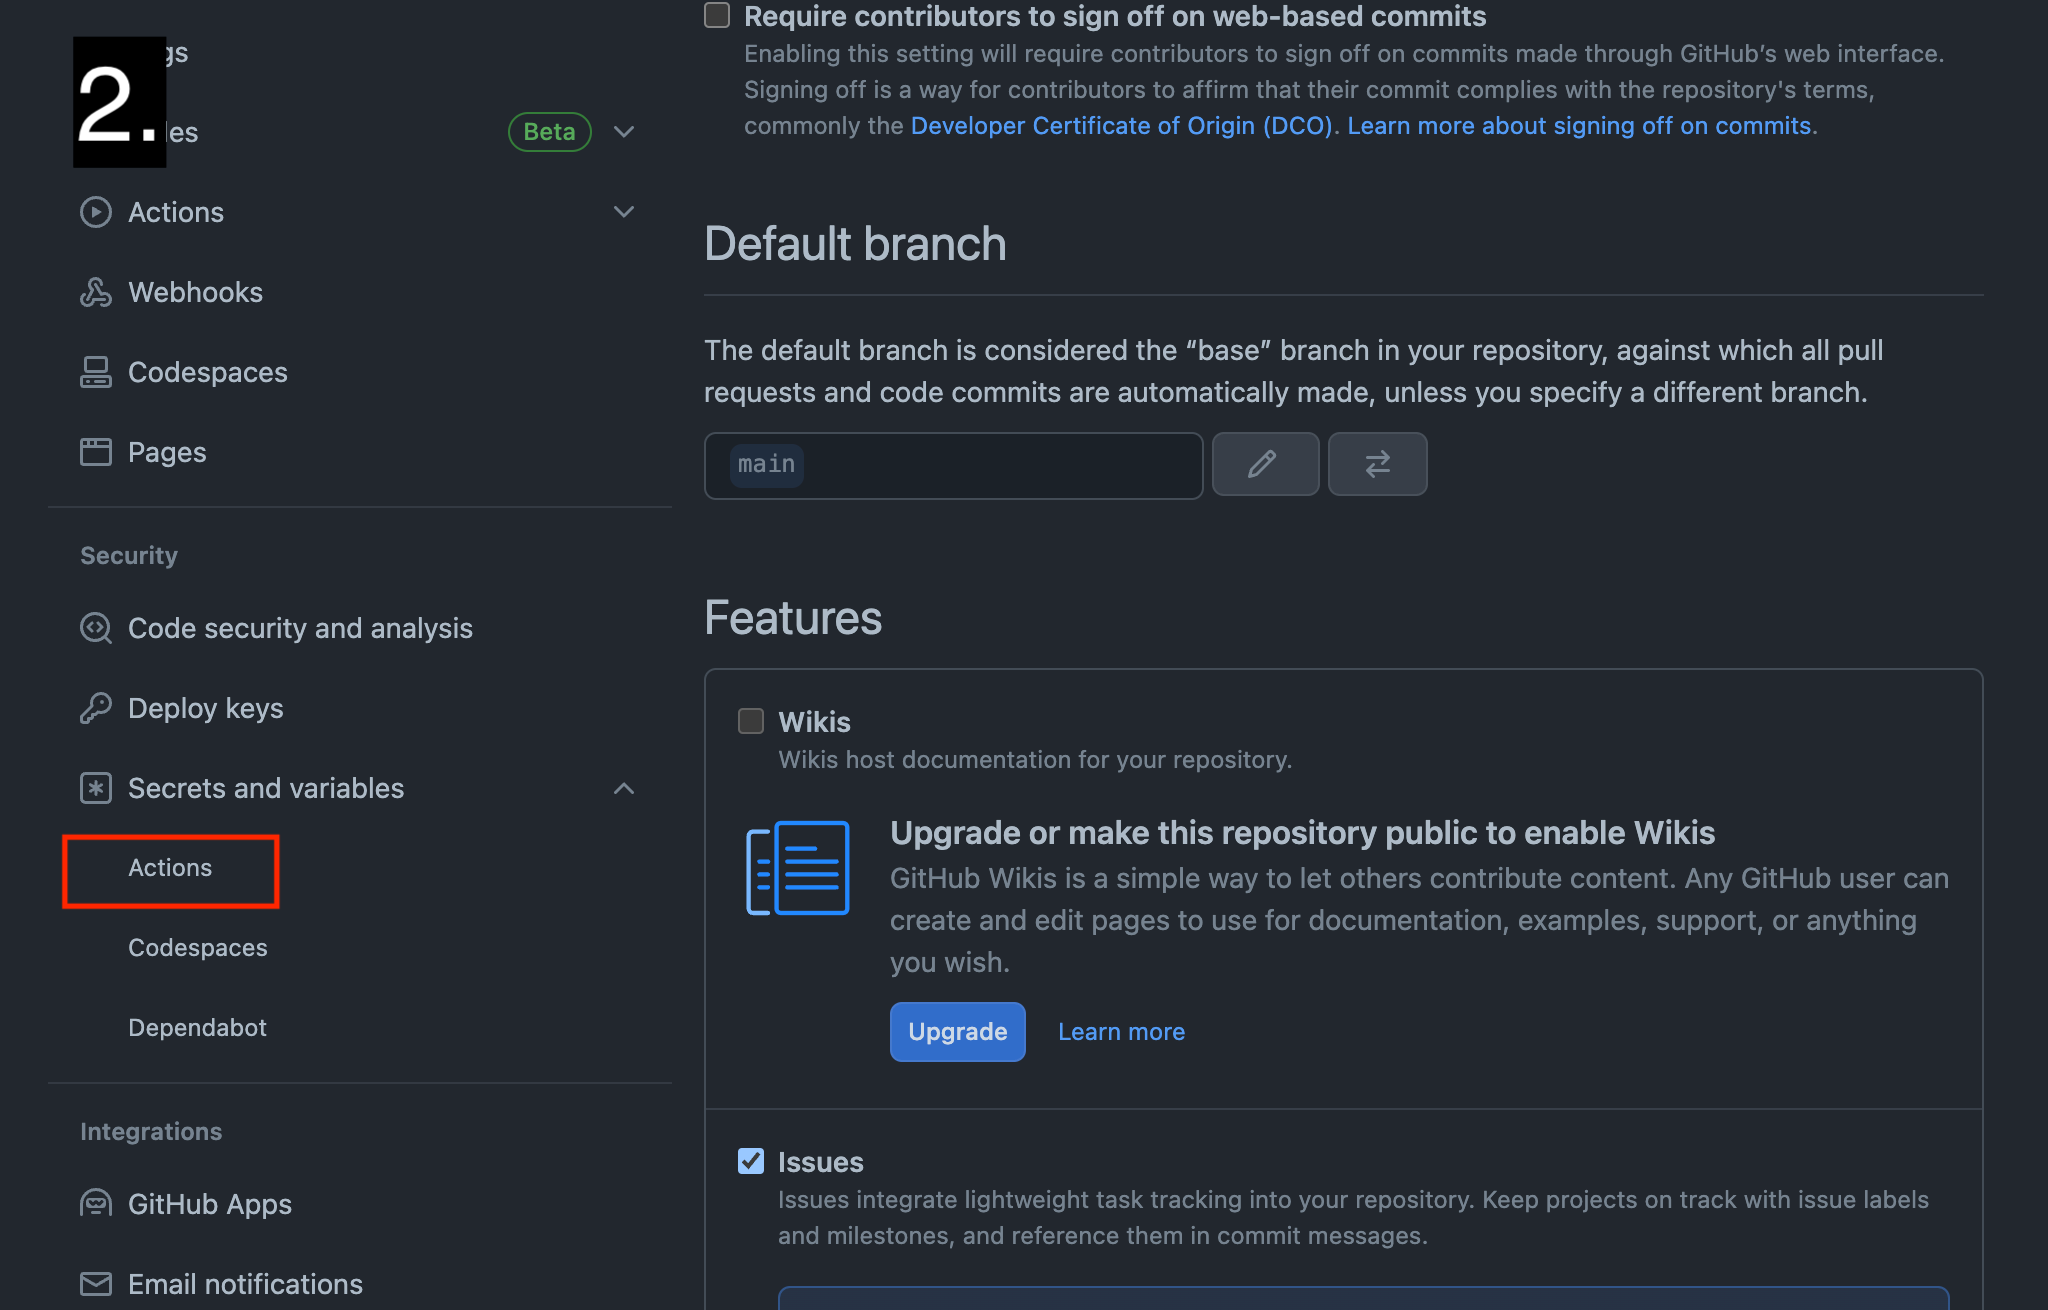 2.
gs
les
Beta
Actions
Webhooks
Codespaces
Pages
Security
Code security and analysis
Deploy keys
Secrets and variables
Actions
Codespaces
Dependabot
Integrations
GitHub Apps
Email notifications
Require contributors to sign off on web-based commits
Enabling this setting will require contributors to sign off on commits made through GitHub’s web interface.
Signing off is a way for contributors to affirm that their commit complies with the repository's terms,
commonly the Developer Certificate of Origin (DCO). Learn more about signing off on commits.
Default branch
The default branch is considered the “base” branch in your repository, against which all pull
requests and code commits are automatically made, unless you specify a different branch.
main
Features
Wikis
Wikis host documentation for your repository.
Upgrade or make this repository public to enable Wikis
GitHub Wikis is a simple way to let others contribute content. Any GitHub user can
create and edit pages to use for documentation, examples, support, or anything
you wish.
Upgrade
Learn more
Issues
Issues integrate lightweight task tracking into your repository. Keep projects on track with issue labels
and milestones, and reference them in commit messages.